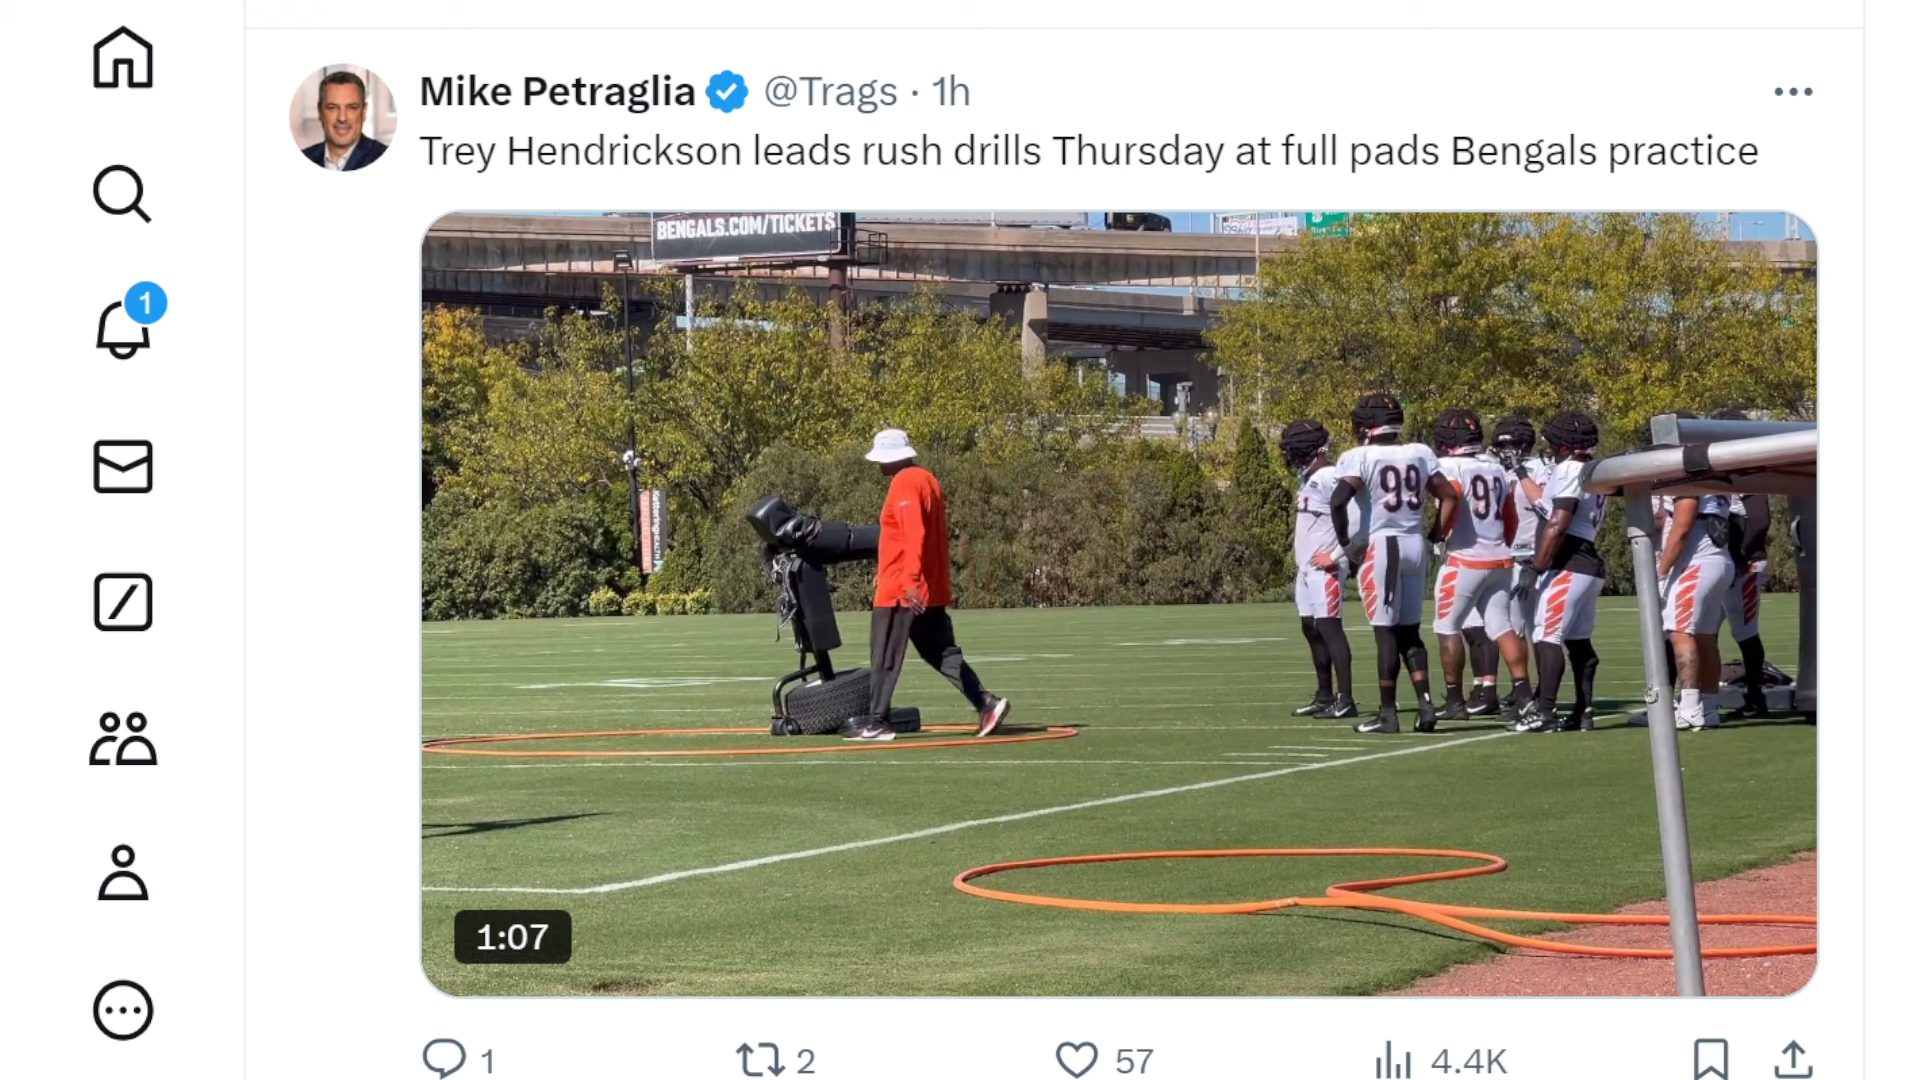 1
Mike Petraglia @Trags · 1h
Trey Hendrickson leads rush drills Thursday at full pads Bengals practice
BENGALS.COM/TICKETS
99
1:07
1
2
57
4.4K